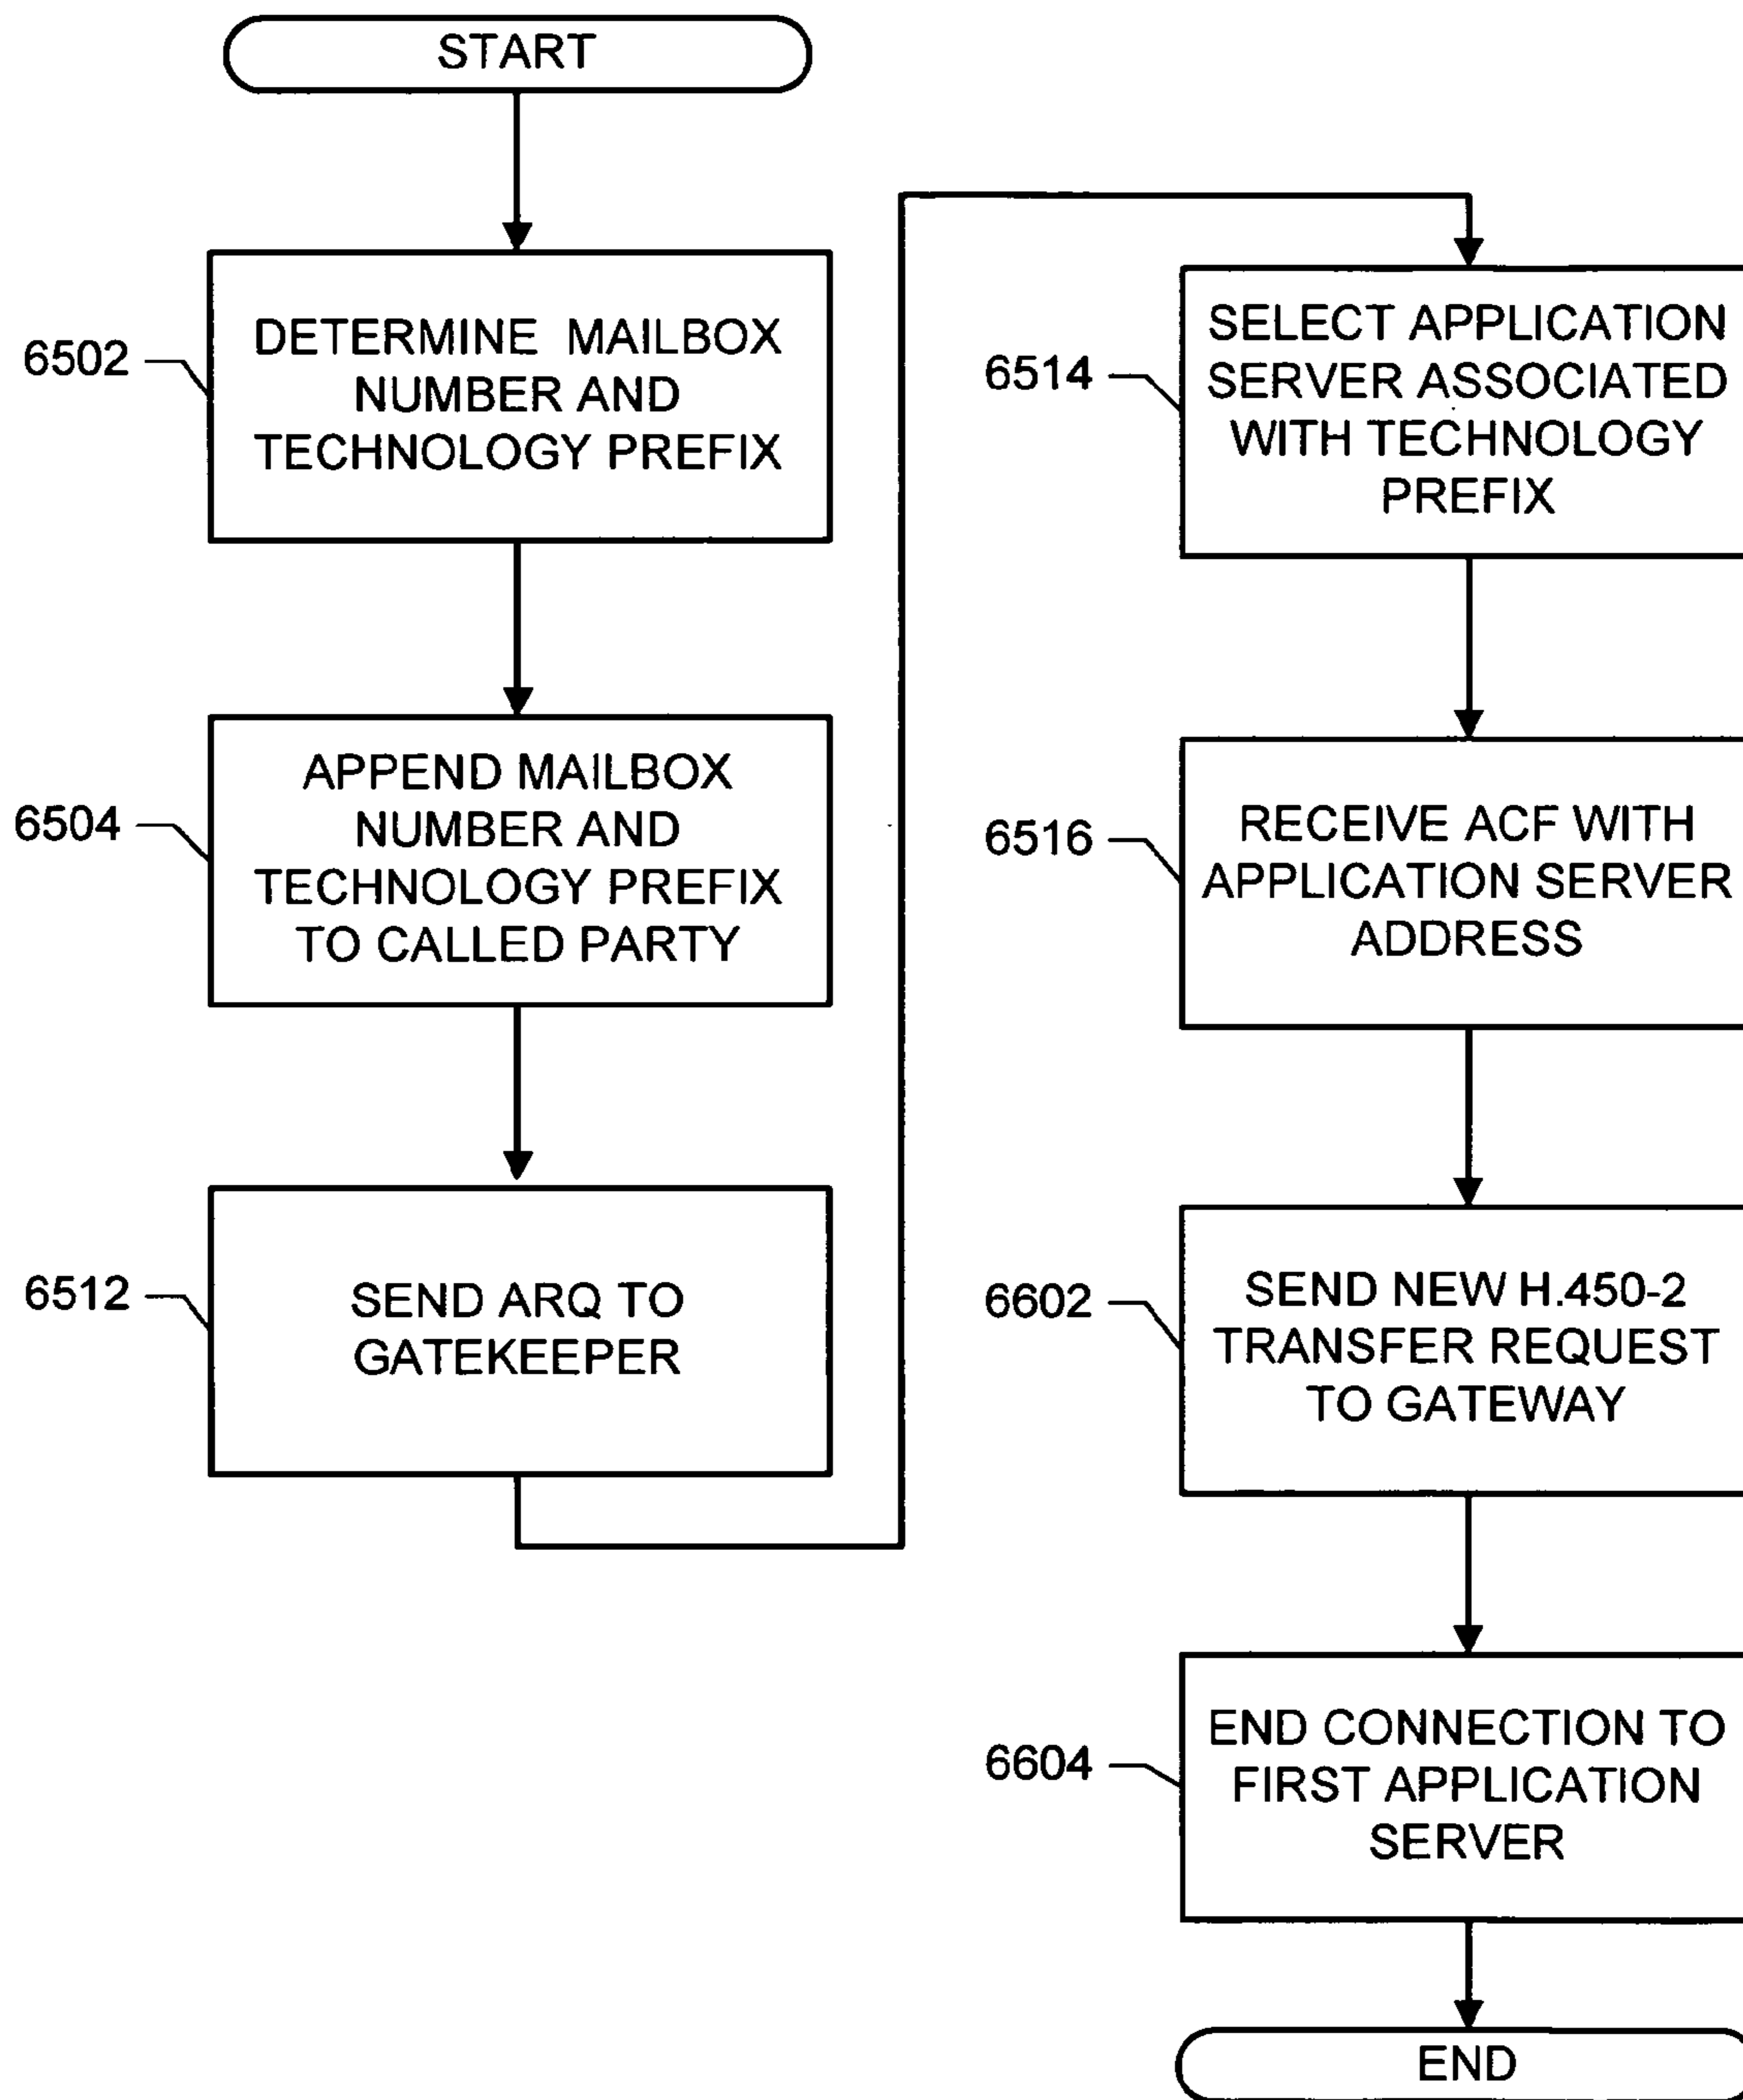 START
6502
DETERMINE MAILBOX
NUMBER AND
TECHNOLOGY PREFIX
6504
APPEND MAILBOX
NUMBER AND
TECHNOLOGY PREFIX
TO CALLED PARTY
6512
SEND ARQ TO
GATEKEEPER
6514
SELECT APPLICATION
SERVER ASSOCIATED
WITH TECHNOLOGY
PREFIX
6516
RECEIVE ACF WITH
APPLICATION SERVER
ADDRESS
6602
SEND NEW H.450-2
TRANSFER REQUEST
TO GATEWAY
6604
END CONNECTION TO
FIRST APPLICATION
SERVER
END